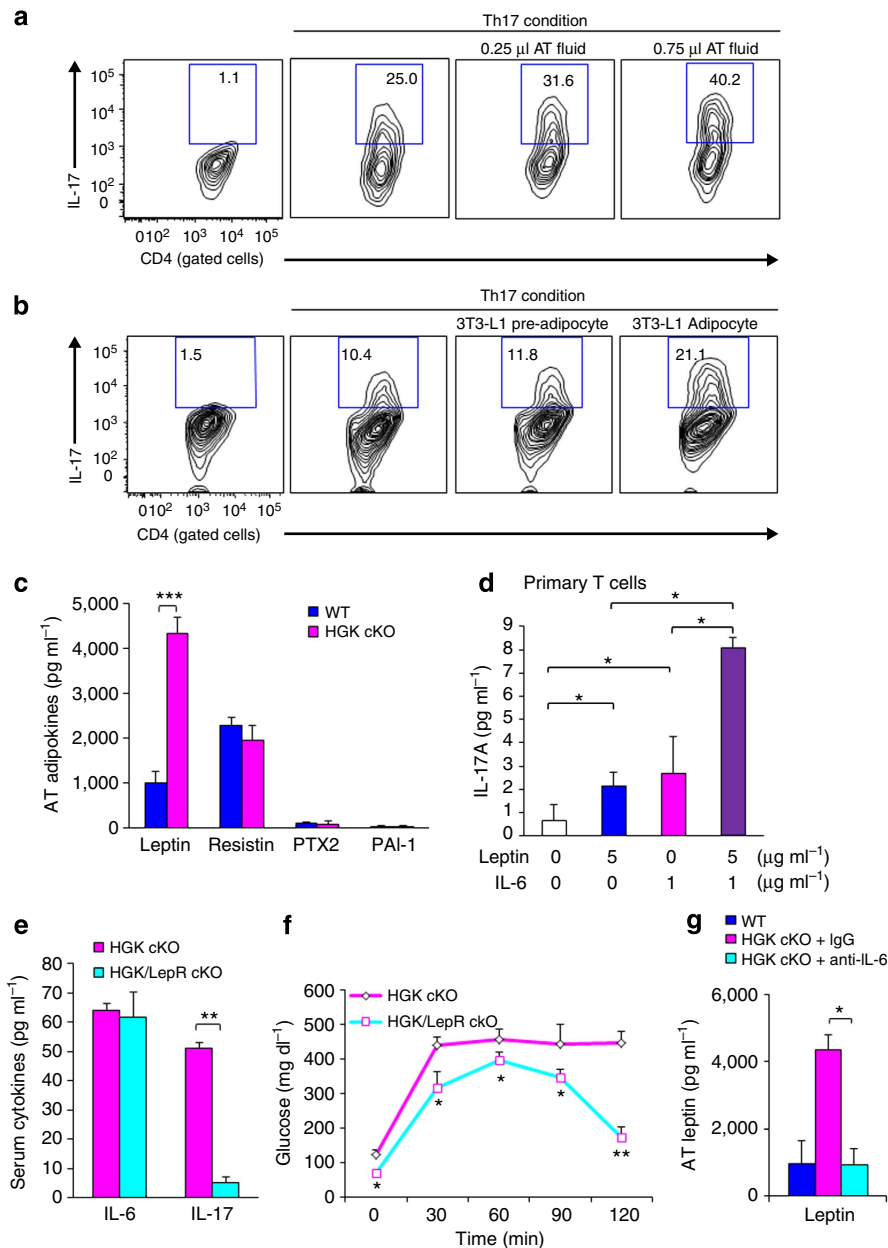 a
Th17 condition
0.25 µl AT fluid
0.75 µl AT fluid
1.1
25.0
31.6
40.2
10⁵
10⁴
10³
10²
0
IL-17
010² 10³ 10⁴ 10⁵
CD4 (gated cells)
b
Th17 condition
3T3-L1 pre-adipocyte
3T3-L1 Adipocyte
1.5
10.4
11.8
21.1
10⁵
10⁴
10³
10²
0
IL-17
010² 10³ 10⁴ 10⁵
CD4 (gated cells)
c
WT
HGK cKO
***
AT adipokines (pg ml⁻¹)
5,000
4,000
3,000
2,000
1,000
0
Leptin Resistin PTX2 PAI-1
d
Primary T cells
*
*
*
*
IL-17A (pg ml⁻¹)
9
8
7
6
5
4
3
2
1
0
Leptin 0 5 0 5 (µg ml⁻¹)
IL-6 0 0 1 1 (µg ml⁻¹)
e
HGK cKO
HGK/LepR cKO
**
Serum cytokines (pg ml⁻¹)
80
70
60
50
40
30
20
10
0
IL-6 IL-17
f
HGK cKO
HGK/LepR cKO
Glucose (mg dl⁻¹)
600
500
400
300
200
100
0
*
*
*
*
**
0 30 60 90 120
Time (min)
g
WT
HGK cKO + IgG
HGK cKO + anti-IL-6
*
AT leptin (pg ml⁻¹)
6,000
4,000
2,000
0
Leptin